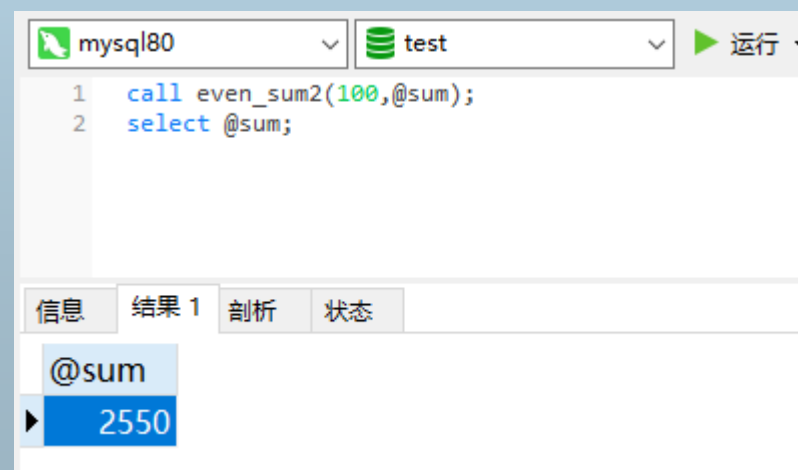 mysql80 test 运行
1 call even_sum2(100,@sum);
2 select @sum;
信息 结果 1 剖析 状态
@sum
2550